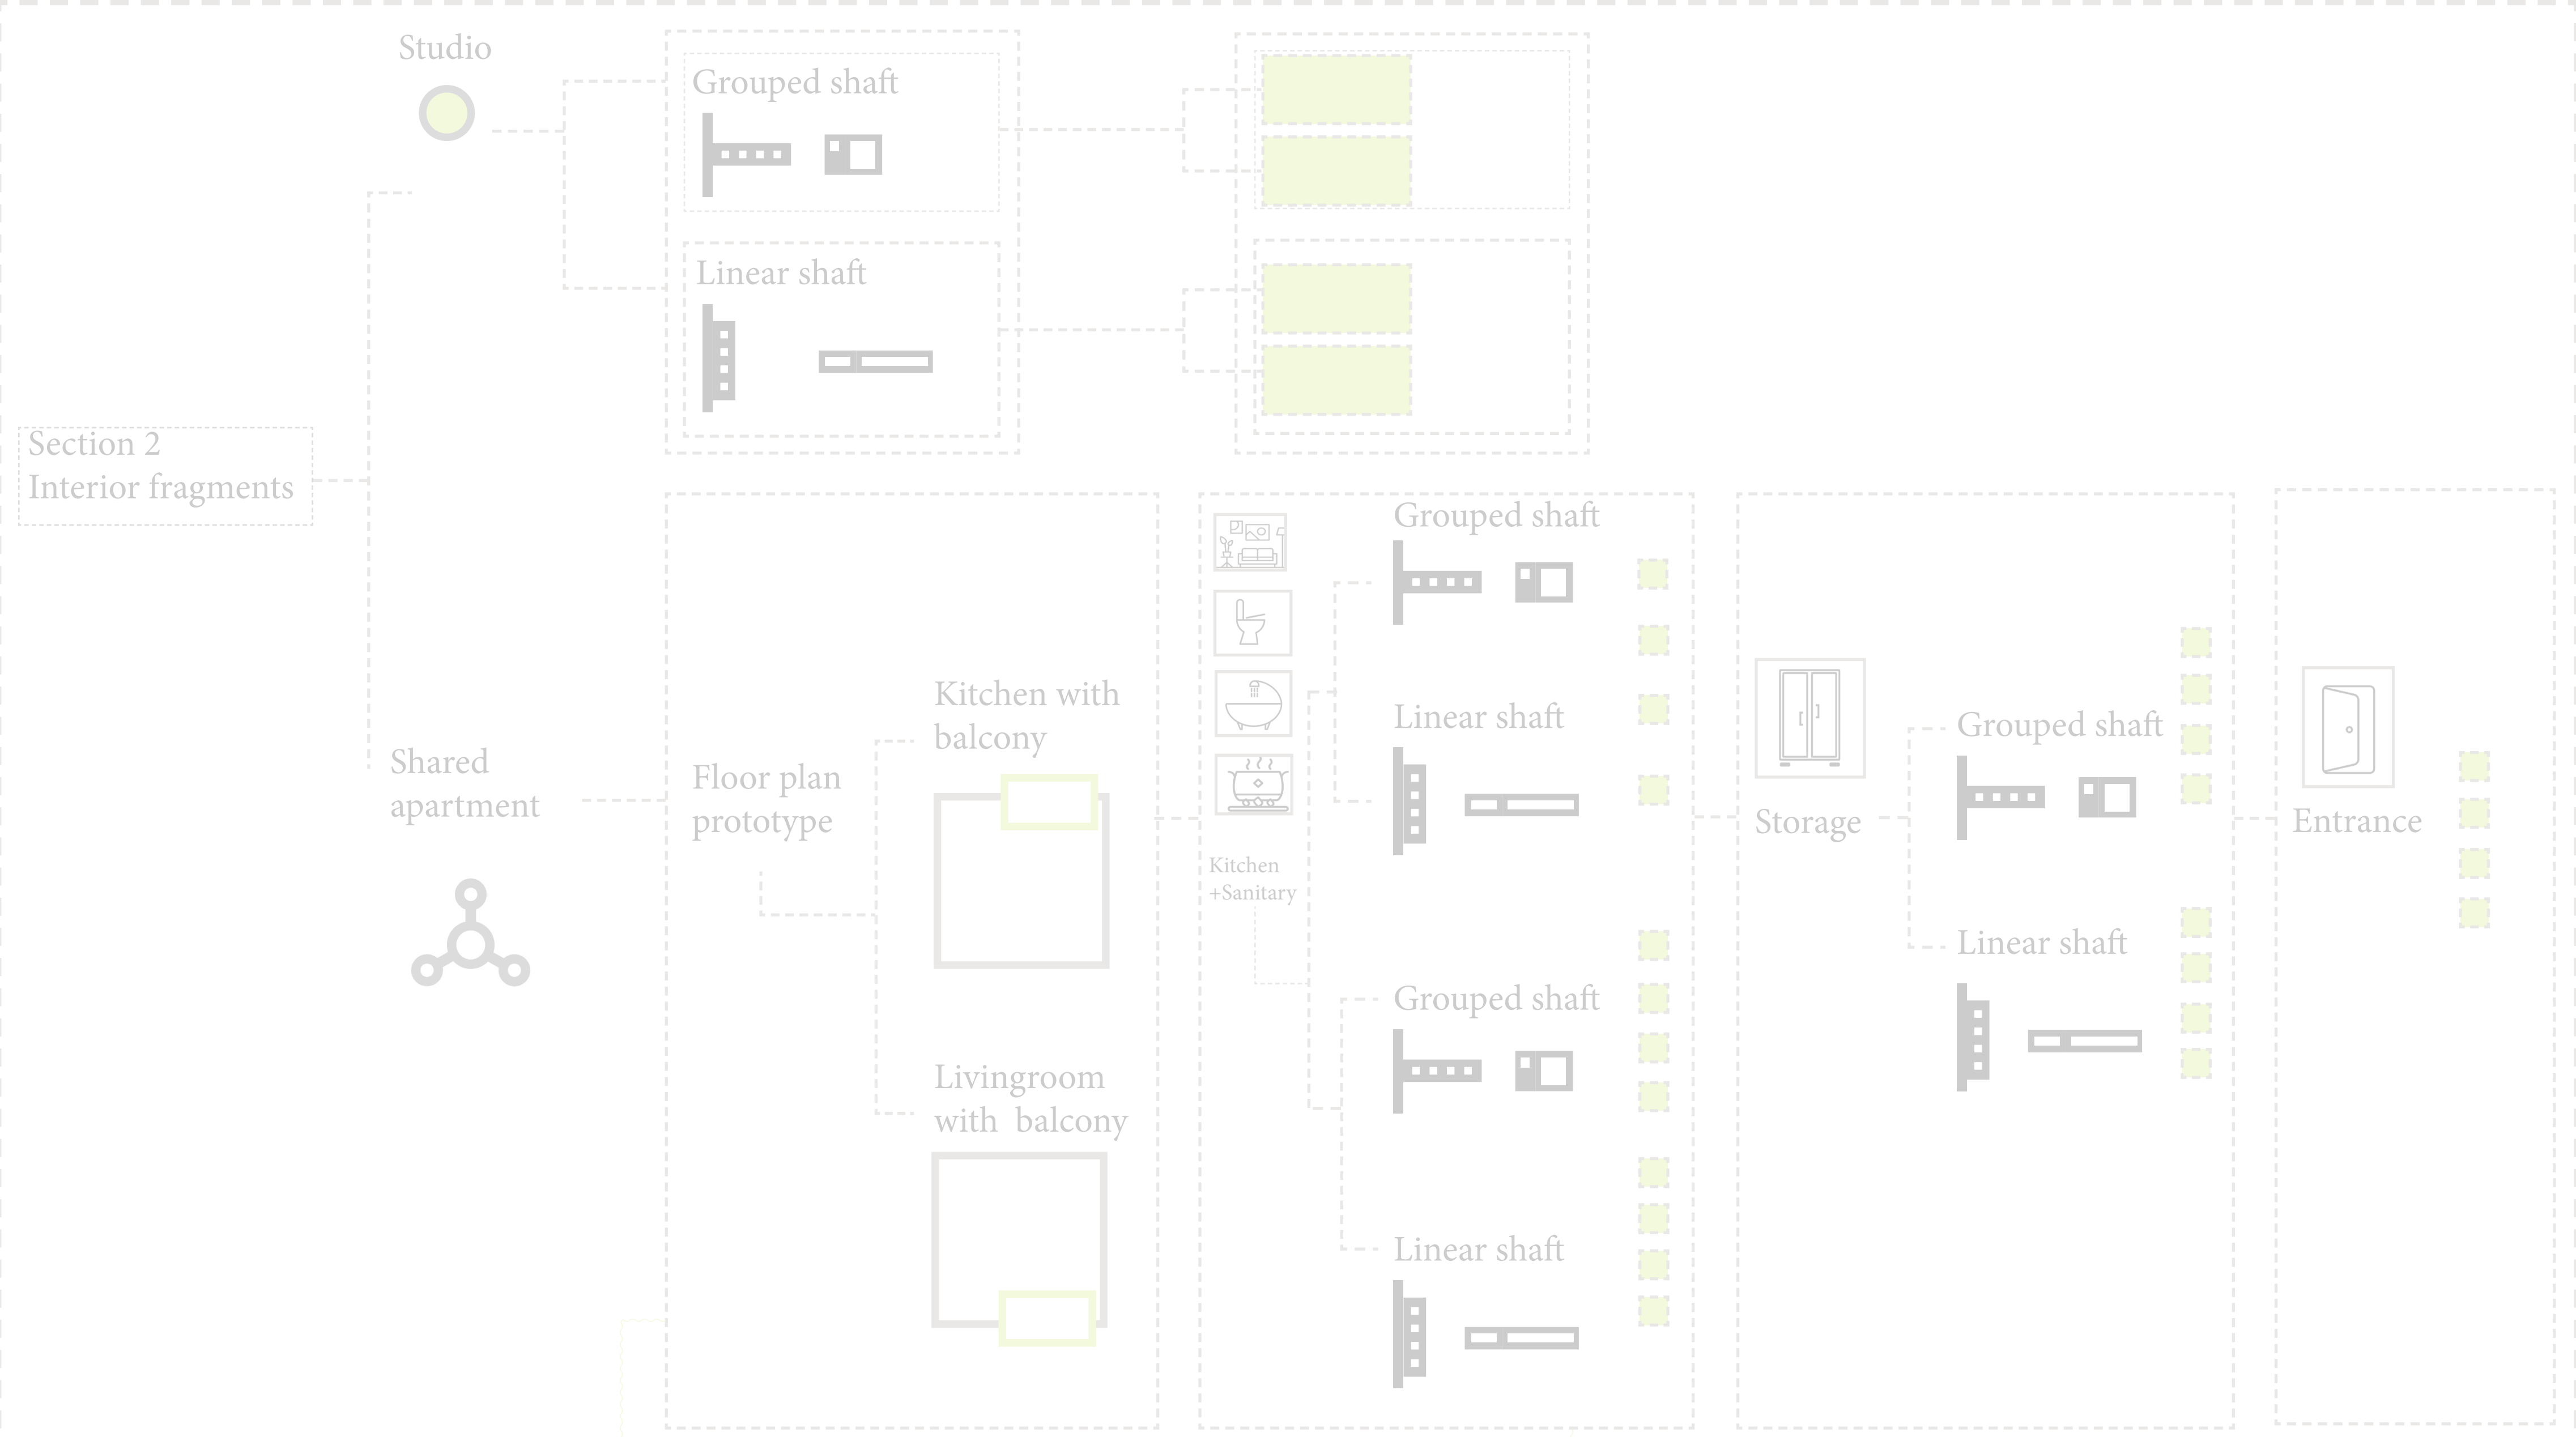 Studio
Grouped shaft
Linear shaft
Section 2
Interior fragments
Shared
apartment
Floor plan
prototype
Kitchen with
balcony
Livingroom
with  balcony
Kitchen
+Sanitary
Grouped shaft
Linear shaft
Grouped shaft
Linear shaft
Storage
Grouped shaft
Linear shaft
Entrance